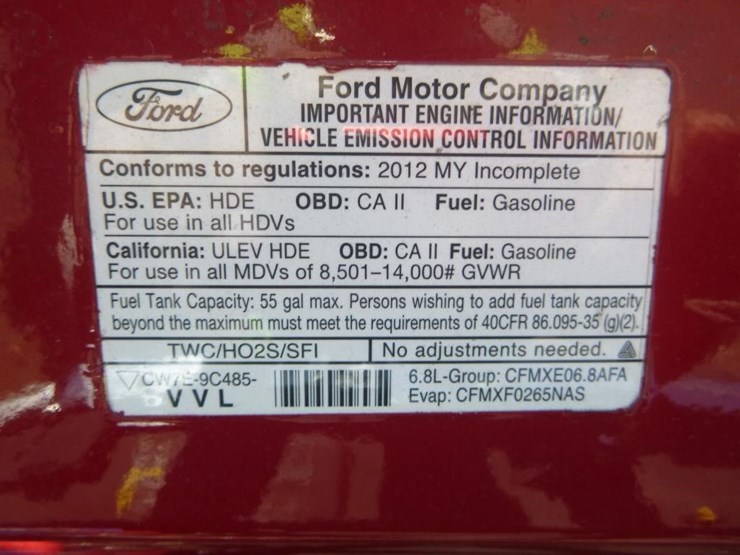 Ford
Ford Motor Company
IMPORTANT ENGINE INFORMATION/
VEHICLE EMISSION CONTROL INFORMATION
Conforms to regulations: 2012 MY Incomplete
U.S. EPA: HDE OBD: CA II Fuel: Gasoline
For use in all HDVs
California: ULEV HDE OBD: CA II Fuel: Gasoline
For use in all MDVs of 8,501-14,000# GVWR
Fuel Tank Capacity: 55 gal max. Persons wishing to add fuel tank capacity
beyond the maximum must meet the requirements of 40CFR 86.095-35 (g)(2).
TWC/HO2S/SFI
No adjustments needed.
CW7E-9C485-
VVL
6.8L-Group: CFMXE06.8AFA
Evap: CFMXF0265NAS